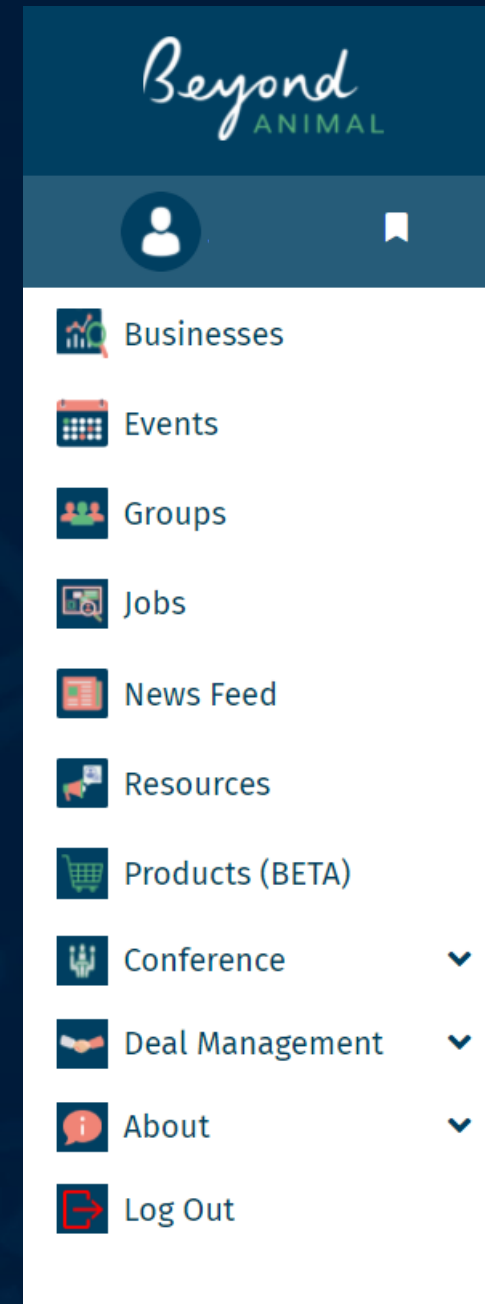 Beyond
ANIMAL
Businesses
Events
Groups
Jobs
News Feed
Resources
Products (BETA)
Conference
Deal Management
About
Log Out